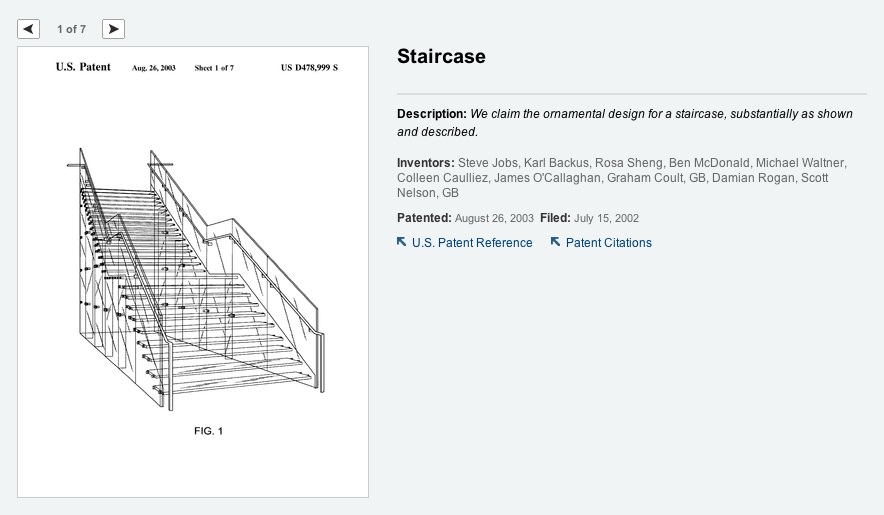 1 of 7
U.S. Patent Aug. 26, 2003 Sheet 1 of 7 US D478,999 S
FIG. 1
Staircase
Description: We claim the ornamental design for a staircase, substantially as shown
and described.
Inventors: Steve Jobs, Karl Backus, Rosa Sheng, Ben McDonald, Michael Waltner,
Colleen Caulliez, James O'Callaghan, Graham Coult, GB, Damian Rogan, Scott
Nelson, GB
Patented: August 26, 2003 Filed: July 15, 2002
U.S. Patent Reference Patent Citations